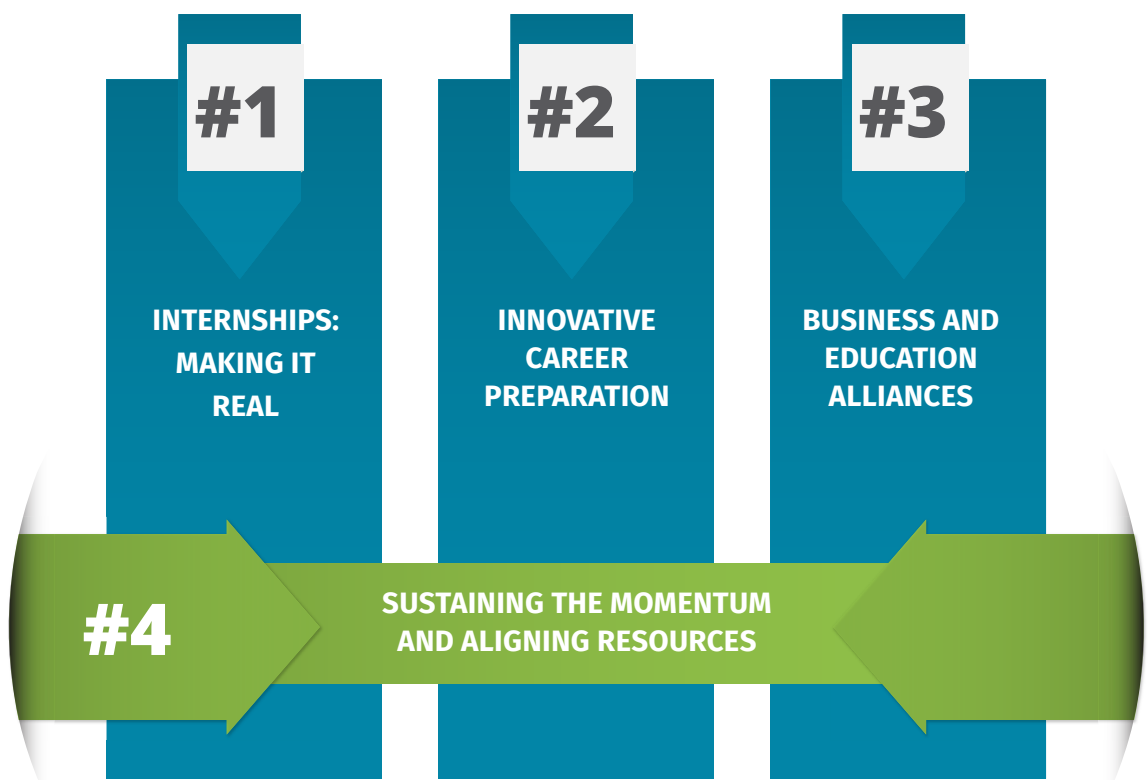 #1
INTERNSHIPS:
MAKING IT
REAL
#2
INNOVATIVE
CAREER
PREPARATION
#3
BUSINESS AND
EDUCATION
ALLIANCES
#4
SUSTAINING THE MOMENTUM
AND ALIGNING RESOURCES